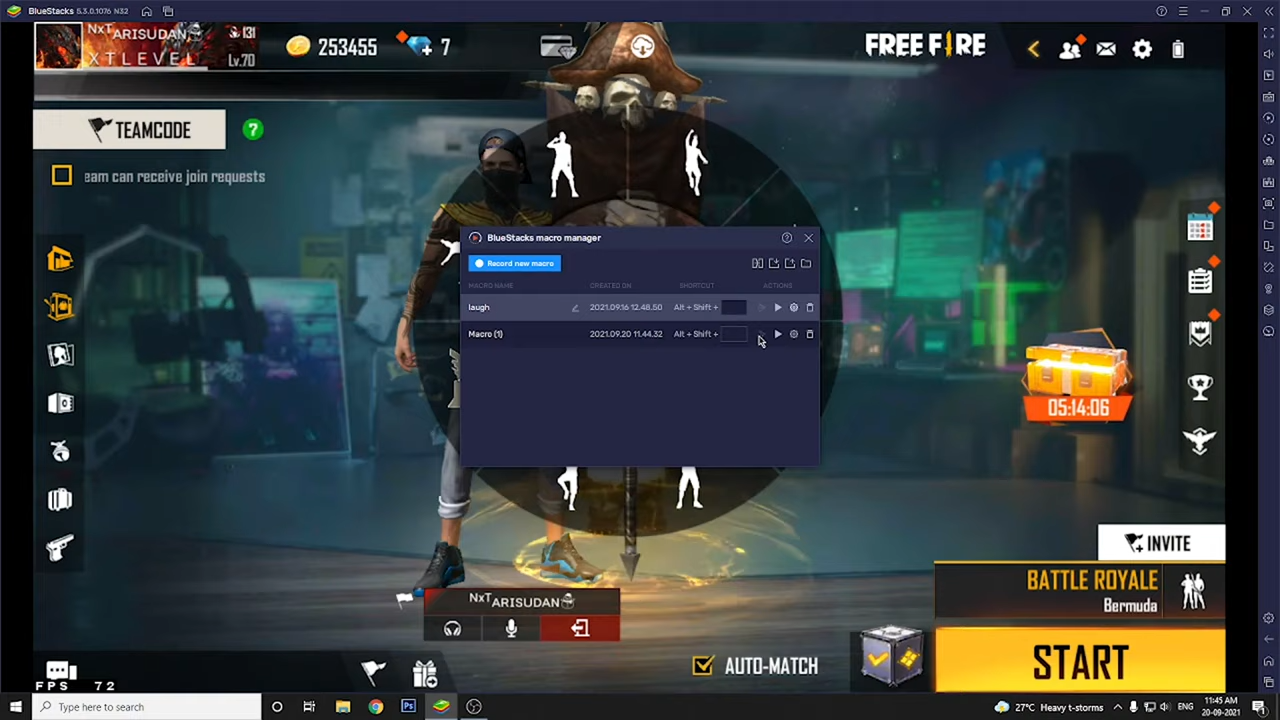 BlueStacks 5.3.0.1076 N32
NxTARISUDAN
131
XTLEVEL
Lv.70
253455
7
FREE FIRE
TEAMCODE
?
eam can receive join requests
BlueStacks macro manager
Record new macro
MACRO NAME
CREATED ON
SHORTCUT
ACTIONS
laugh
2021.09.16 12.48.50
Alt + Shift +
Macro (1)
2021.09.20 11.44.32
Alt + Shift +
05:14:06
INVITE
BATTLE ROYALE
Bermuda
NxTARISUDAN
AUTO-MATCH
START
FPS 72
Type here to search
27°C Heavy t-storms
ENG
11:45 AM
20-09-2021
1